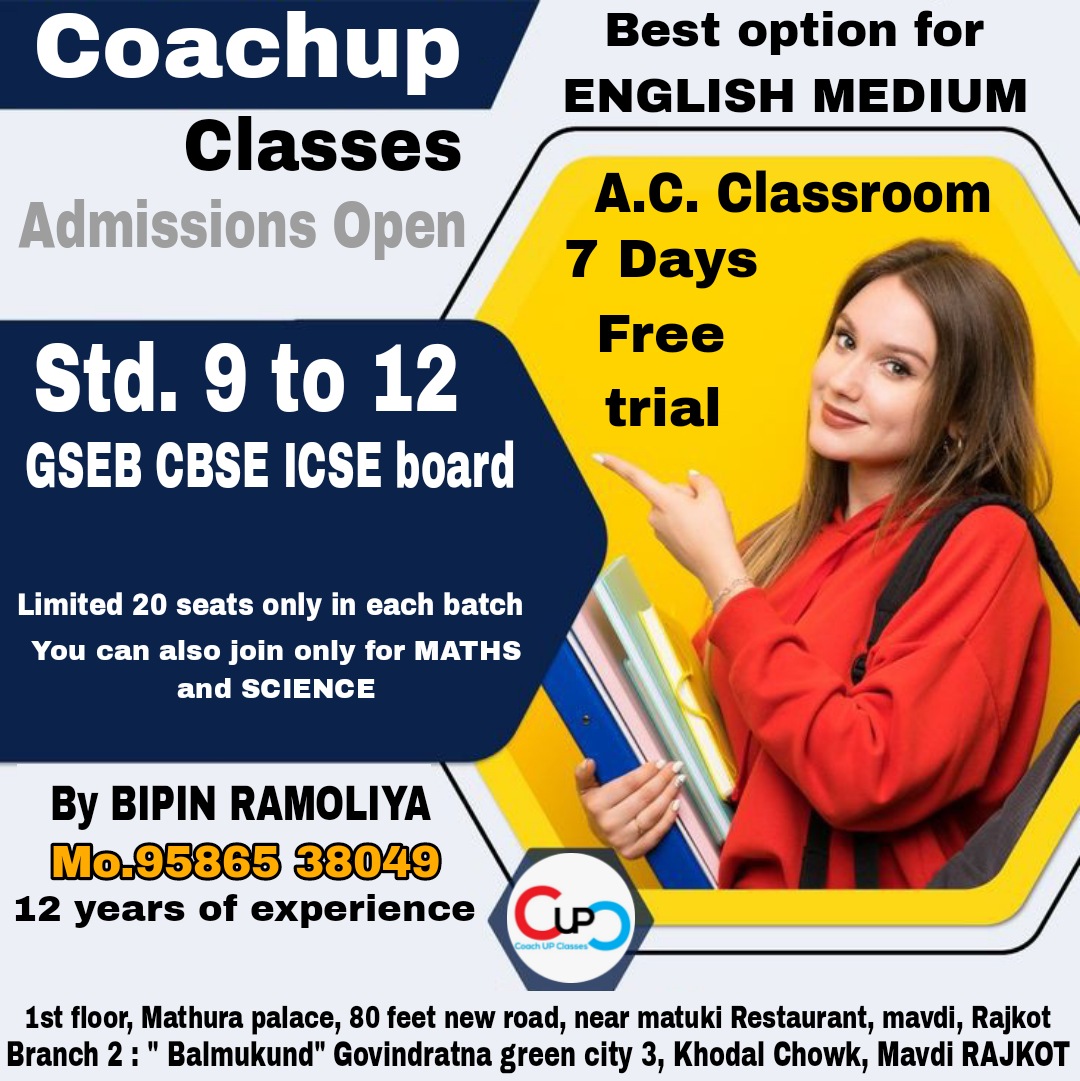 Coachup
Classes
Admissions Open
Best option for
ENGLISH MEDIUM
A.C. Classroom
7 Days
Free
trial
Std. 9 to 12
GSEB CBSE ICSE board
Limited 20 seats only in each batch
You can also join only for MATHS
and SCIENCE
By BIPIN RAMOLIYA
Mo.95865 38049
12 years of experience
CUPC
Coach UP Classes
1st floor, Mathura palace, 80 feet new road, near matuki Restaurant, mavdi, Rajkot
Branch 2 : " Balmukund" Govindratna green city 3, Khodal Chowk, Mavdi RAJKOT